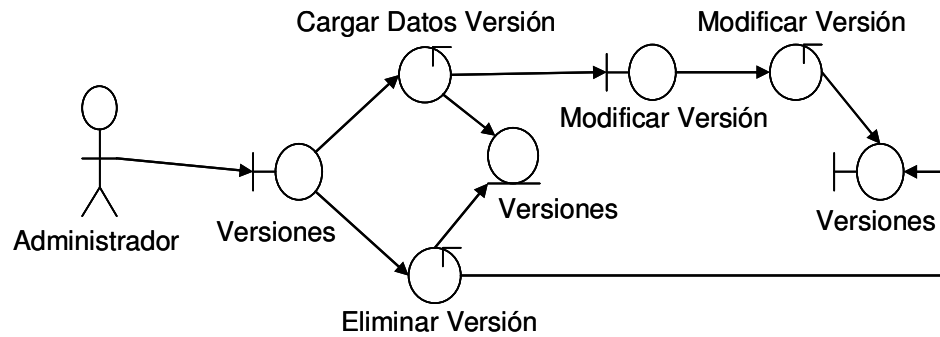 Cargar Datos Versión
Modificar Versión
Modificar Versión
Versiones
Versiones
Versiones
Administrador
Eliminar Versión